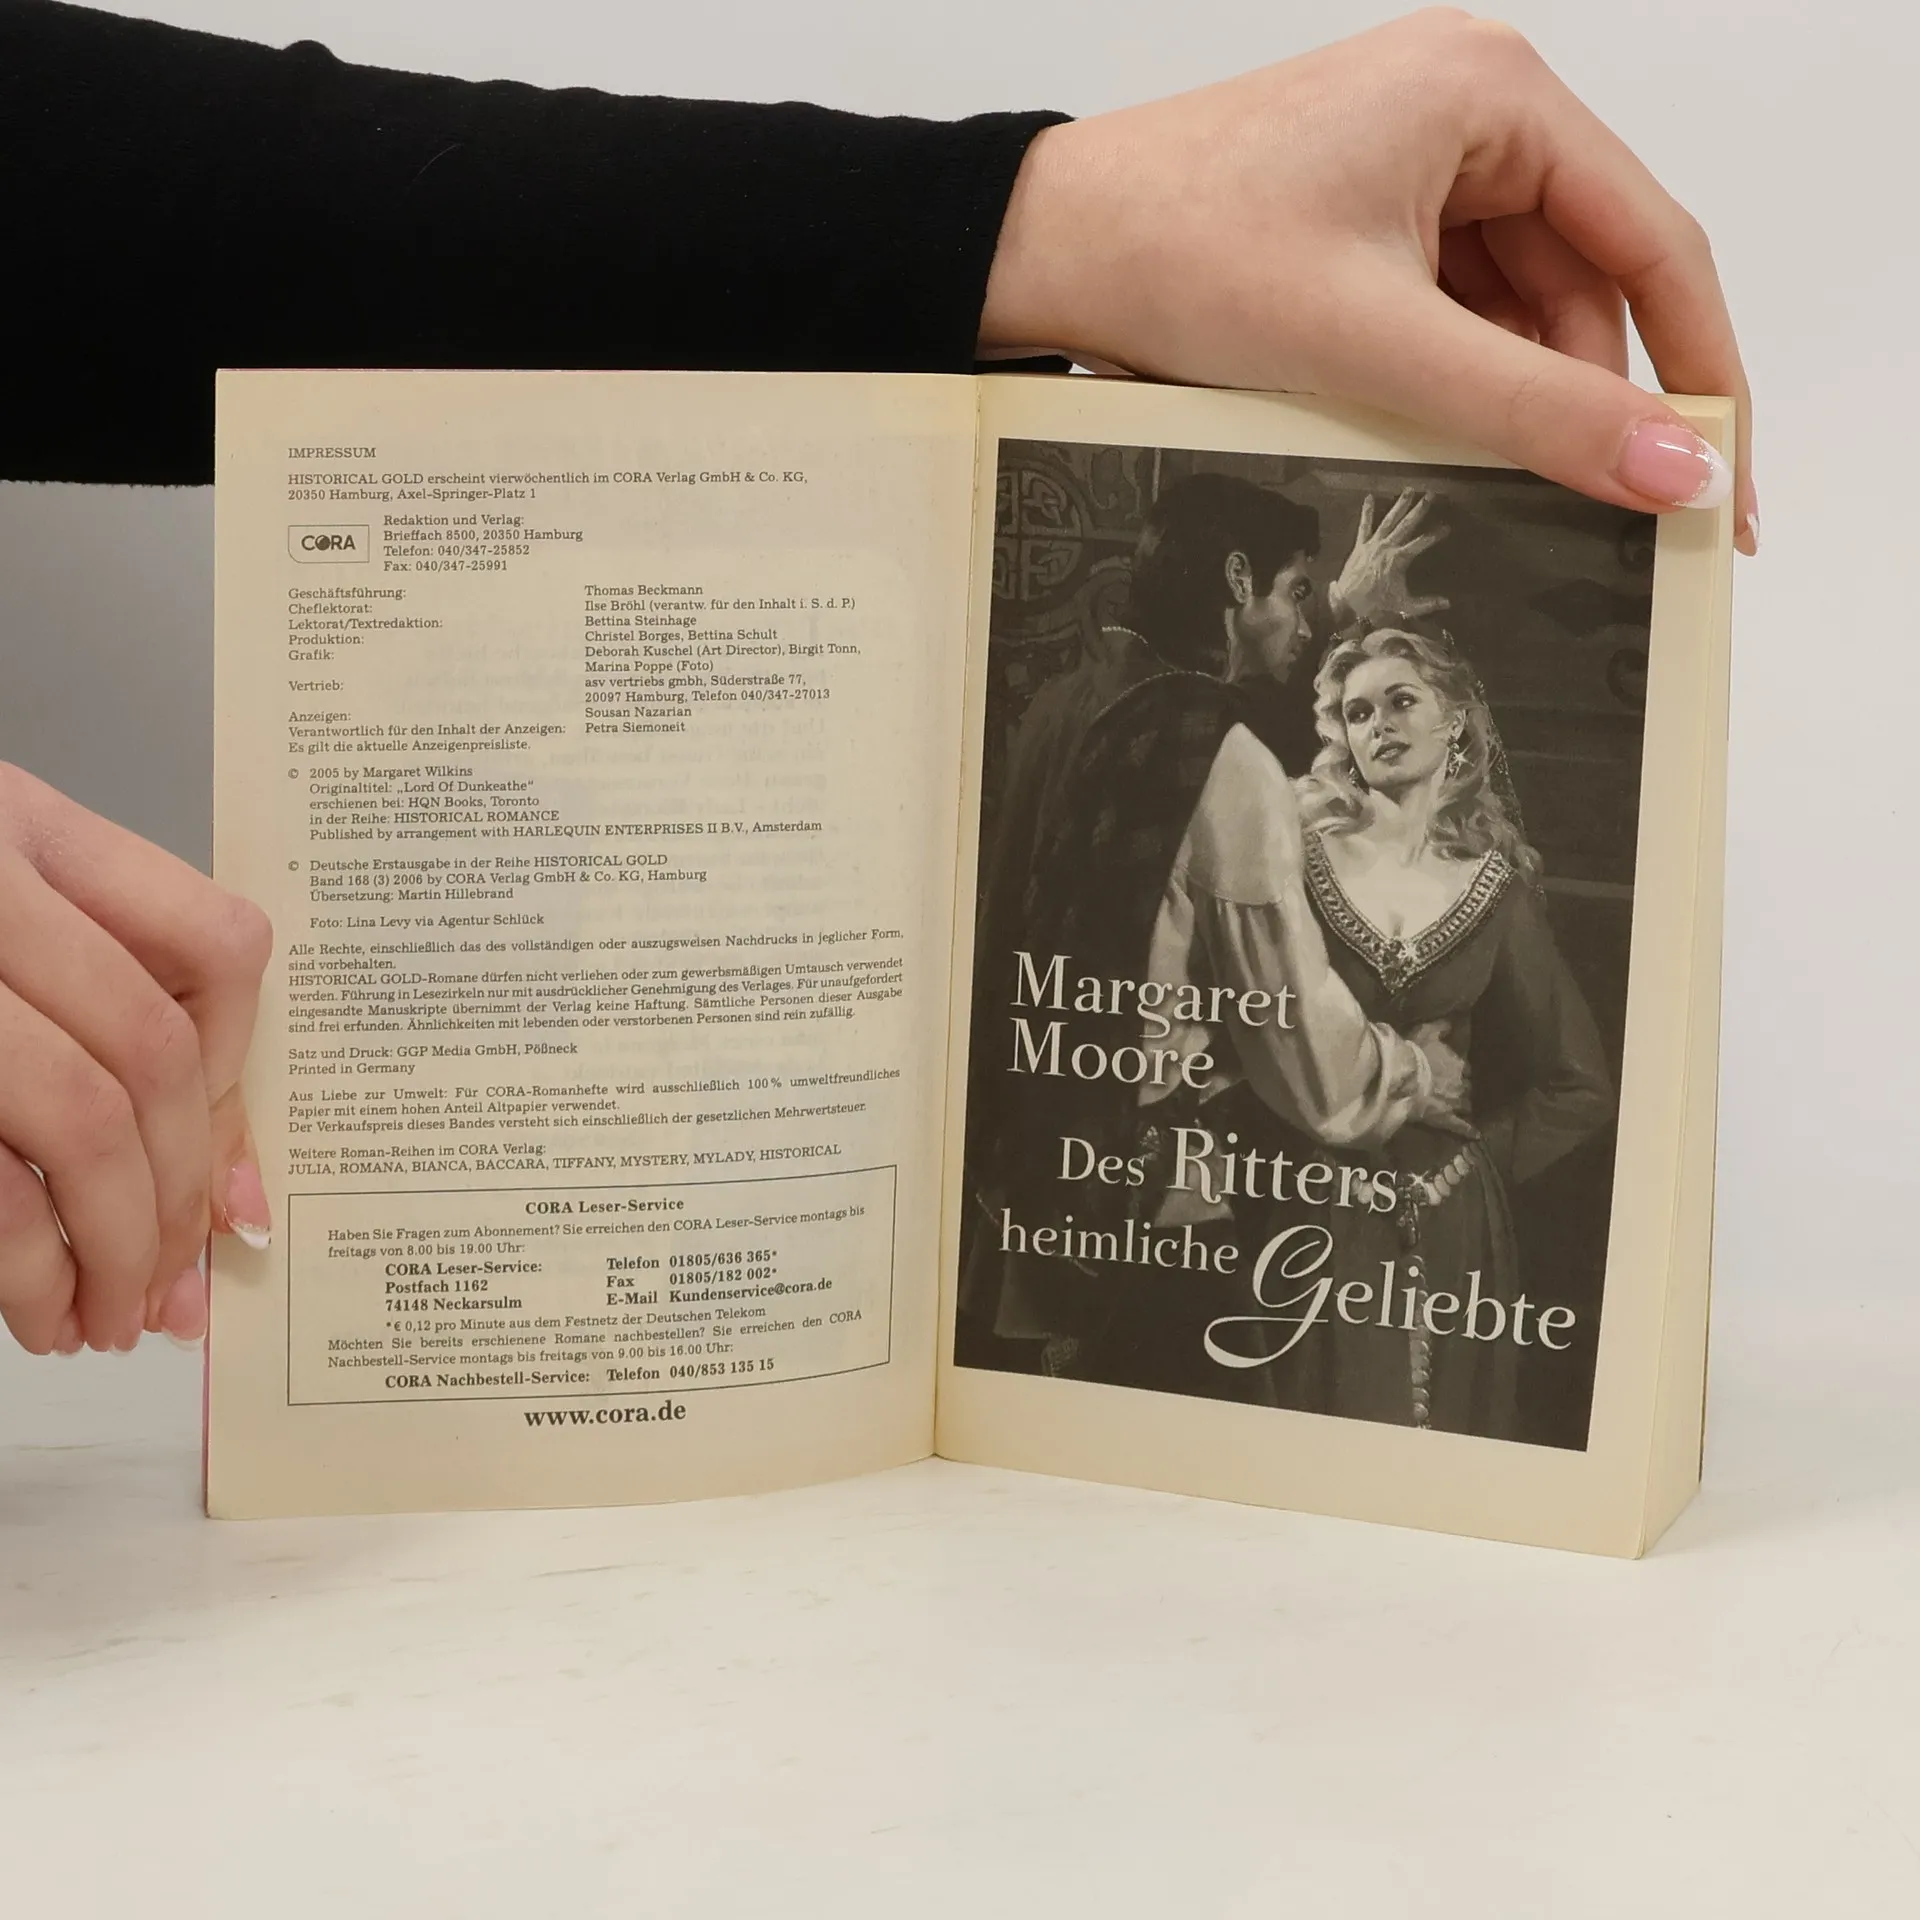 IMPRESSUM
HISTORICAL GOLD erscheint vierwöchentlich im CORA Verlag GmbH & Co. KG,
20350 Hamburg, Axel-Springer-Platz 1
CORA
Redaktion und Verlag:
Brieffach 8500, 20350 Hamburg
Telefon: 040/347-25852
Fax: 040/347-25991
Geschäftsführung: Thomas Beckmann
Cheflektorat: Ilse Bröhl (verantw. für den Inhalt i. S. d. P.)
Lektorat/Textredaktion: Bettina Steinhage
Produktion: Christel Borges, Bettina Schult
Grafik: Deborah Kuschel (Art Director), Birgit Tonn,
Marina Poppe (Foto)
Vertrieb: asv vertriebs gmbh, Süderstraße 77,
20097 Hamburg, Telefon 040/347-27013
Anzeigen: Sousan Nazarian
Verantwortlich für den Inhalt der Anzeigen: Petra Siemoneit
Es gilt die aktuelle Anzeigenpreisliste.
© 2005 by Margaret Wilkins
Originaltitel: „Lord Of Dunkeathe“
erschienen bei: HQN Books, Toronto
in der Reihe: HISTORICAL ROMANCE
Published by arrangement with HARLEQUIN ENTERPRISES II B.V., Amsterdam
© Deutsche Erstausgabe in der Reihe HISTORICAL GOLD
Band 168 (3) 2006 by CORA Verlag GmbH & Co. KG, Hamburg
Übersetzung: Martin Hillebrand
Foto: Lina Levy via Agentur Schlück
Alle Rechte, einschließlich das des vollständigen oder auszugsweisen Nachdrucks in jeglicher Form,
sind vorbehalten.
HISTORICAL GOLD-Romane dürfen nicht verliehen oder zum gewerbsmäßigen Umtausch verwendet
werden. Führung in Lesezirkeln nur mit ausdrücklicher Genehmigung des Verlages. Für unaufgefordert
eingesandte Manuskripte übernimmt der Verlag keine Haftung. Sämtliche Personen dieser Ausgabe
sind frei erfunden. Ähnlichkeiten mit lebenden oder verstorbenen Personen sind rein zufällig.
Satz und Druck: GGP Media GmbH, Pößneck
Printed in Germany
Aus Liebe zur Umwelt: Für CORA-Romanhefte wird ausschließlich 100% umweltfreundliches
Papier mit einem hohen Anteil Altpapier verwendet.
Der Verkaufspreis dieses Bandes versteht sich einschließlich der gesetzlichen Mehrwertsteuer.
Weitere Roman-Reihen im CORA Verlag:
JULIA, ROMANA, BIANCA, BACCARA, TIFFANY, MYSTERY, MYLADY, HISTORICAL
CORA Leser-Service
Haben Sie Fragen zum Abonnement? Sie erreichen den CORA Leser-Service montags bis
freitags von 8.00 bis 19.00 Uhr:
CORA Leser-Service: Telefon 01805/636 365*
Postfach 1162 Fax 01805/182 002*
74148 Neckarsulm E-Mail Kundenservice@cora.de
*€ 0,12 pro Minute aus dem Festnetz der Deutschen Telekom
Möchten Sie bereits erschienene Romane nachbestellen? Sie erreichen den CORA
Nachbestell-Service montags bis freitags von 9.00 bis 16.00 Uhr:
CORA Nachbestell-Service: Telefon 040/853 135 15
www.cora.de
Margaret
Moore
Des Ritters
heimliche Geliebte